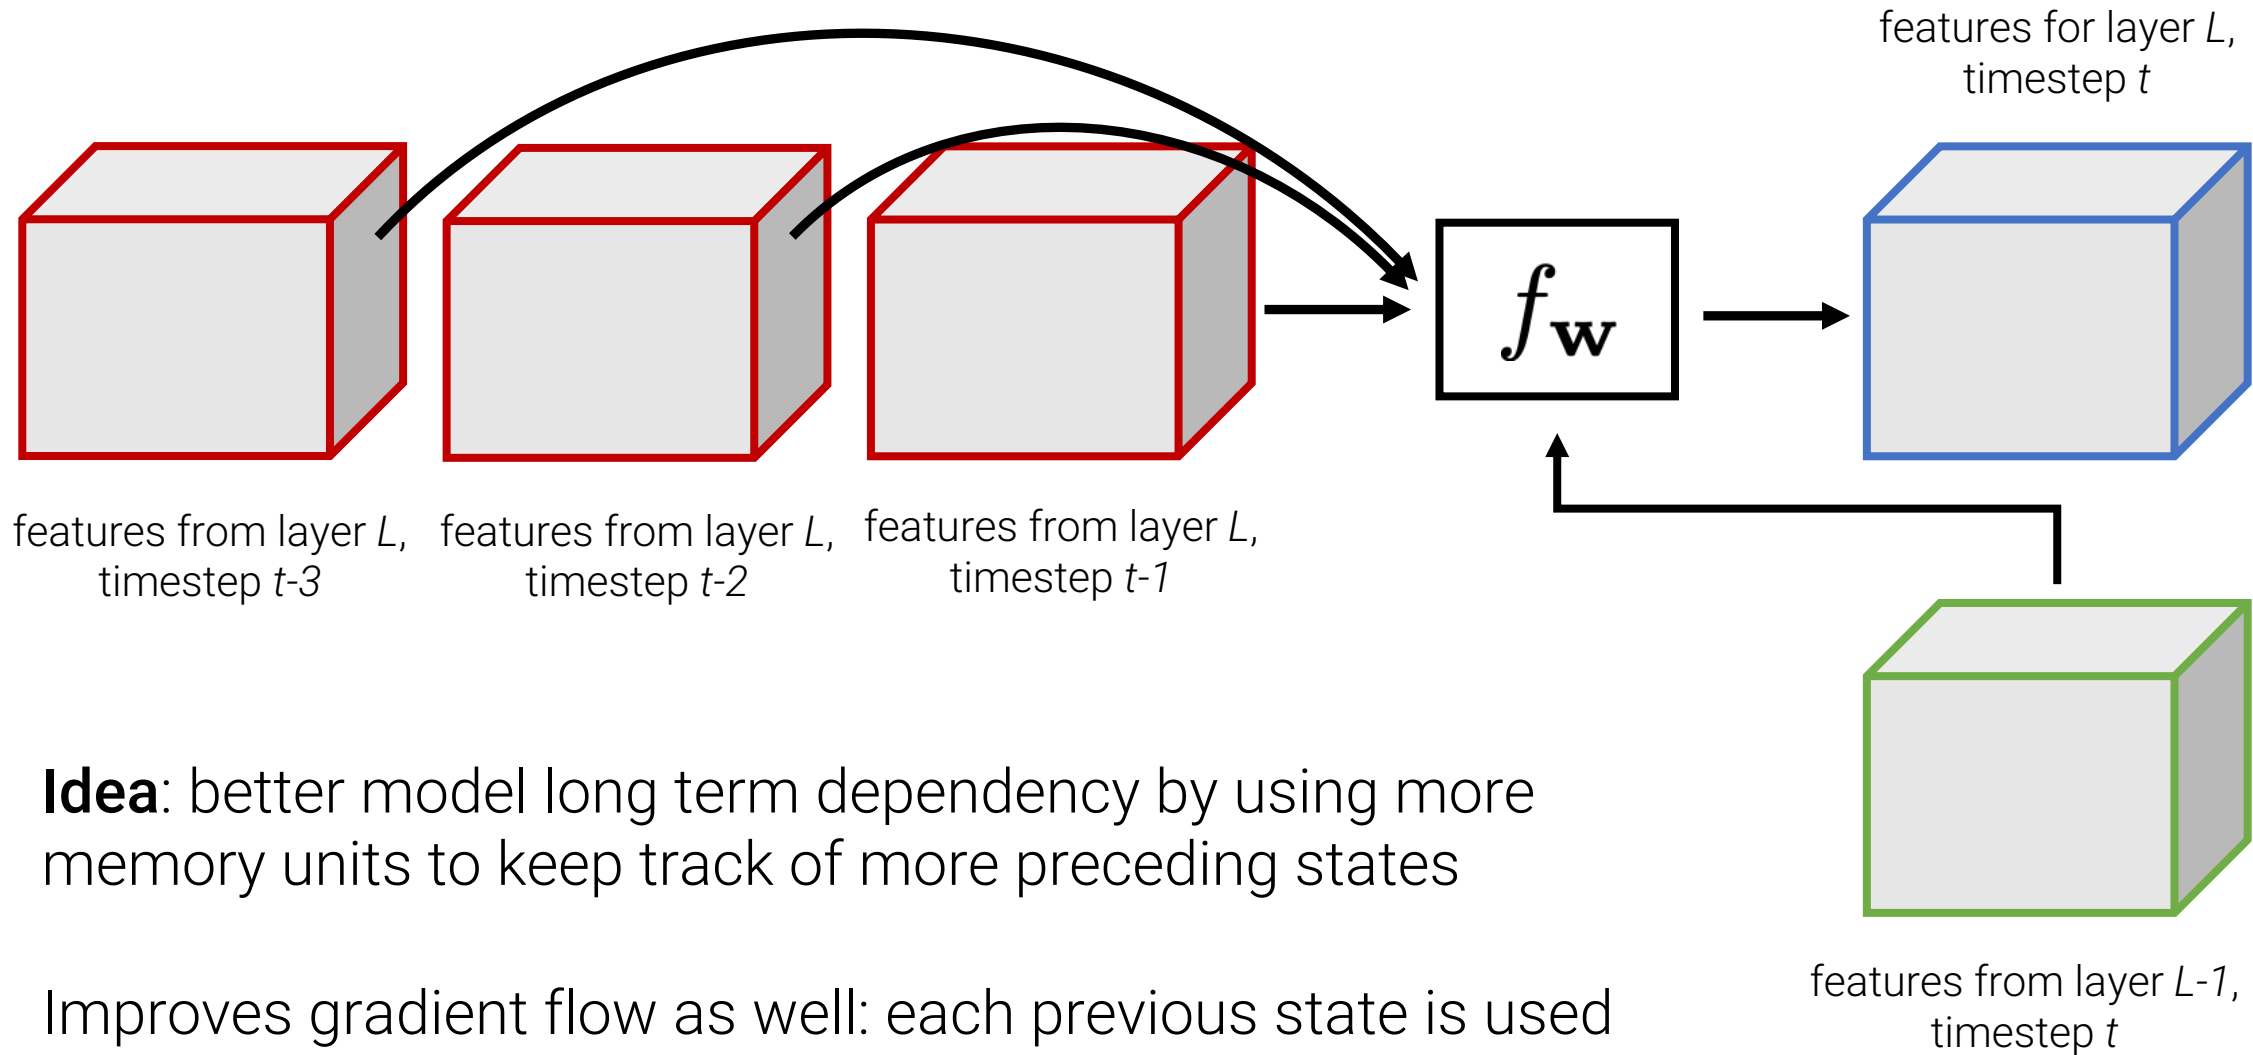 features for layer L,
timestep t
f_w
features from layer L,
timestep t-3
features from layer L,
timestep t-2
features from layer L,
timestep t-1
Idea: better model long term dependency by using more
memory units to keep track of more preceding states
Improves gradient flow as well: each previous state is used
features from layer L-1,
timestep t